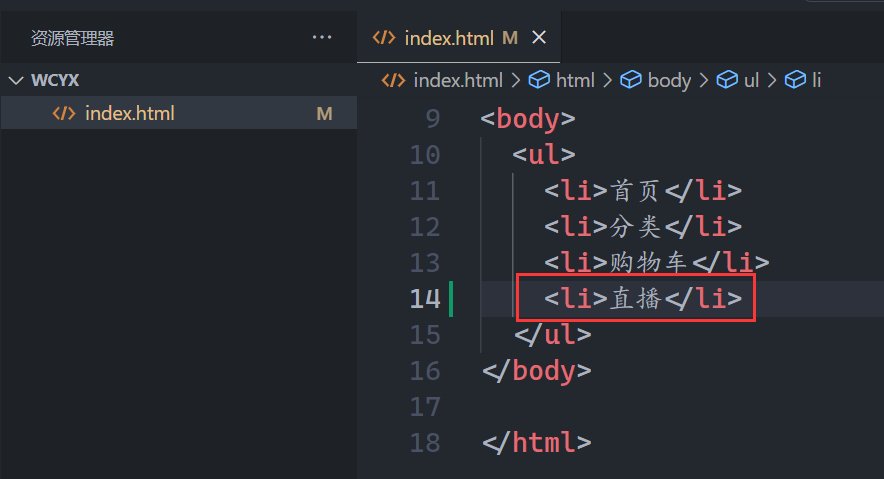 资源管理器 ...
index.html M ×
WCYX
index.html > html > body > ul > li
index.html M
9 <body>
10 <ul>
11 <li>首页</li>
12 <li>分类</li>
13 <li>购物车</li>
14 <li>直播</li>
15 </ul>
16 </body>
17
18 </html>